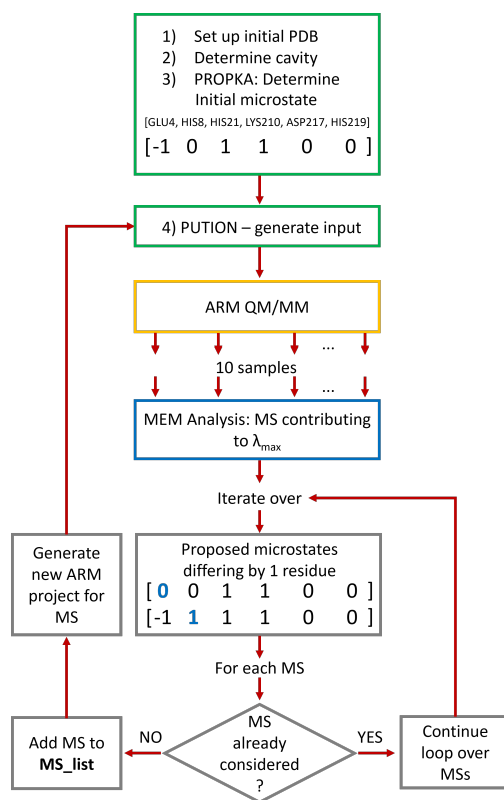 1) Set up initial PDB
2) Determine cavity
3) PROPKA: Determine
Initial microstate
[GLU4, HIS8, HIS21, LYS210, ASP217, HIS219]
[-1 0 1 1 0 0 ]
4) PUTION – generate input
ARM QM/MM
...
10 samples
...
MEM Analysis: MS contributing
to λmax
Iterate over
Proposed microstates
differing by 1 residue
[ 0 0 1 1 0 0 ]
[-1 1 1 1 0 0 ]
Generate
new ARM
project for
MS
For each MS
MS
already
considered
?
NO
YES
Add MS to
MS_list
Continue
loop over
MSs